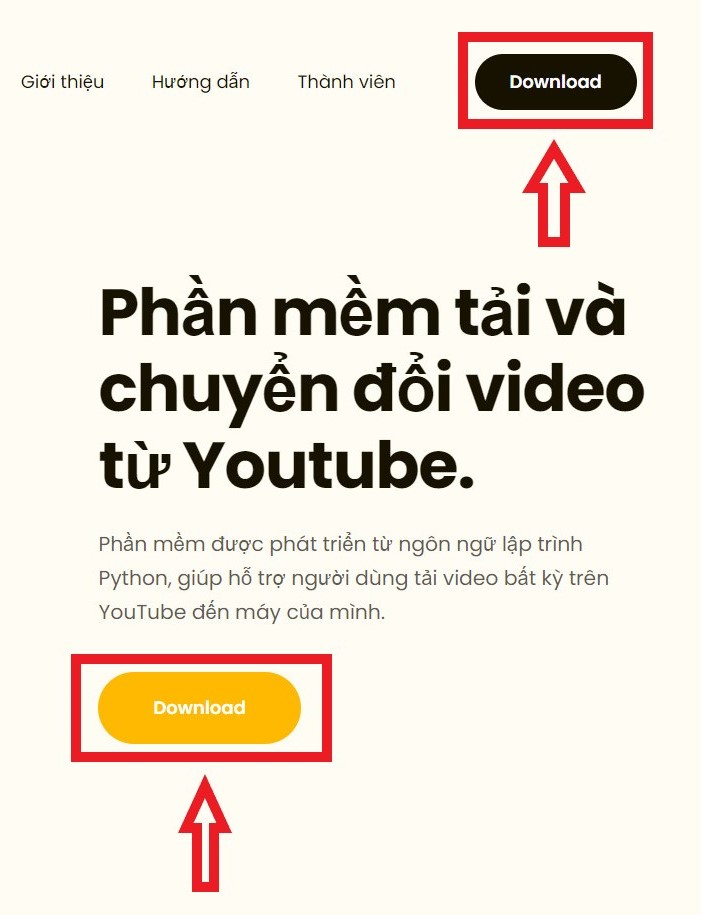 Giới thiệu Hướng dẫn Thành viên Download
Phần mềm tải và
chuyển đổi video
từ Youtube.
Phần mềm được phát triển từ ngôn ngữ lập trình
Python, giúp hỗ trợ người dùng tải video bất kỳ trên
YouTube đến máy của mình.
Download